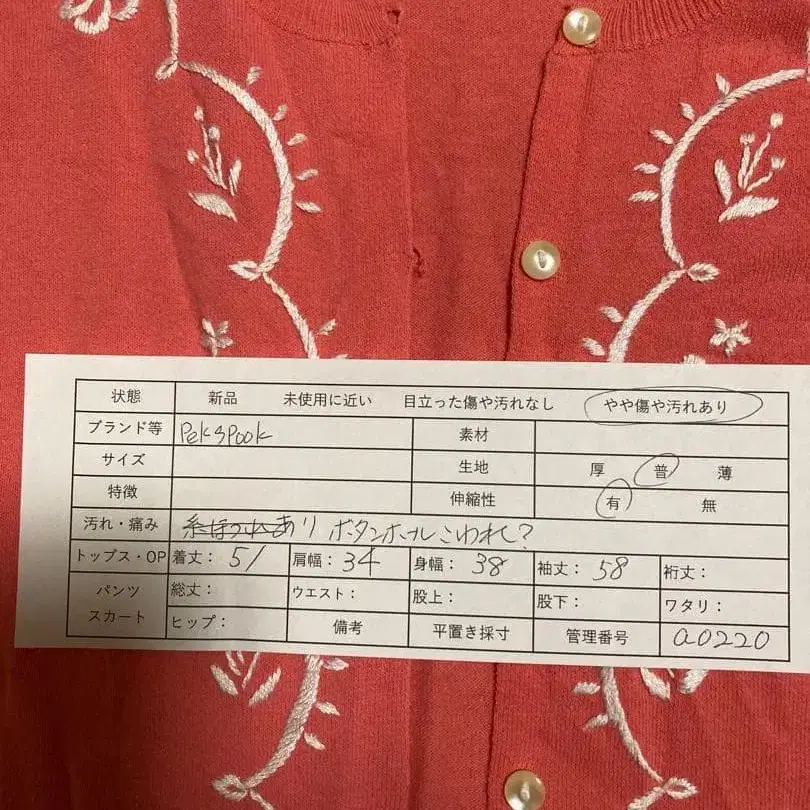 状態 新品 未使用に近い 目立った傷や汚れなし やや傷や汚れあり
ブランド等 Pek spook 素材
サイズ 生地 厚 普 薄
特徴 伸縮性 有 無
汚れ・痛み 糸ほつれあり ボタンホールこわれ?
トップス・OP 着丈: 51 肩幅: 34 身幅: 38 袖丈: 58 裄丈:
パンツ 総丈: ウエスト: 股上: 股下: ワタリ:
スカート ヒップ: 備考 平置き採寸 管理番号 a0220